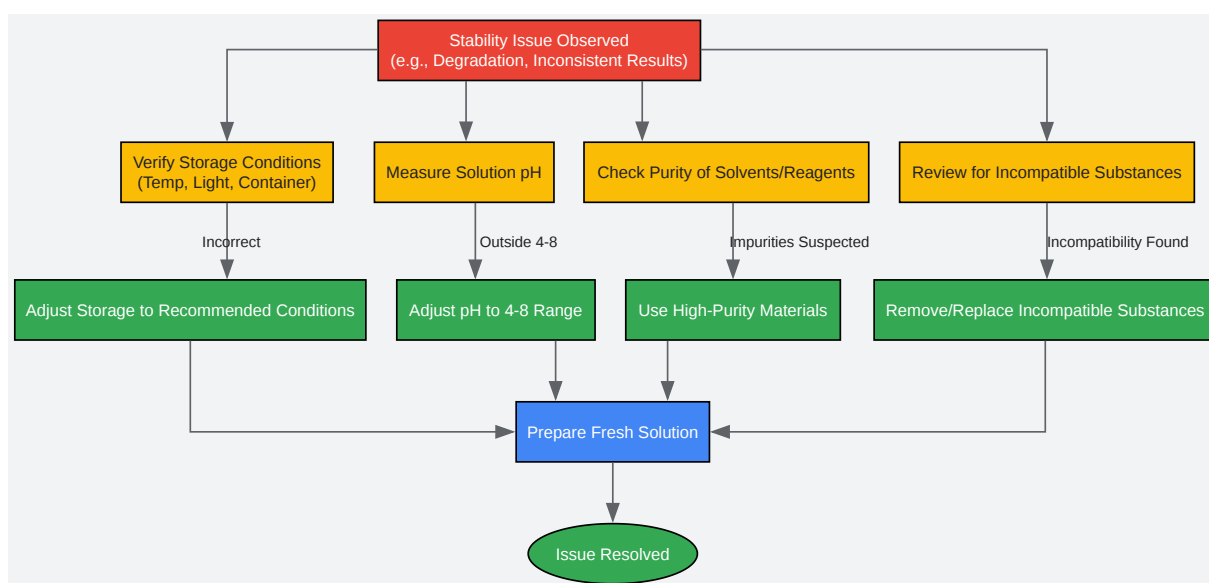 Stability Issue Observed
(e.g., Degradation, Inconsistent Results)
Verify Storage Conditions
(Temp, Light, Container)
Measure Solution pH
Check Purity of Solvents/Reagents
Review for Incompatible Substances
Incorrect
Outside 4-8
Impurities Suspected
Incompatibility Found
Adjust Storage to Recommended Conditions
Adjust pH to 4-8 Range
Use High-Purity Materials
Remove/Replace Incompatible Substances
Prepare Fresh Solution
Issue Resolved